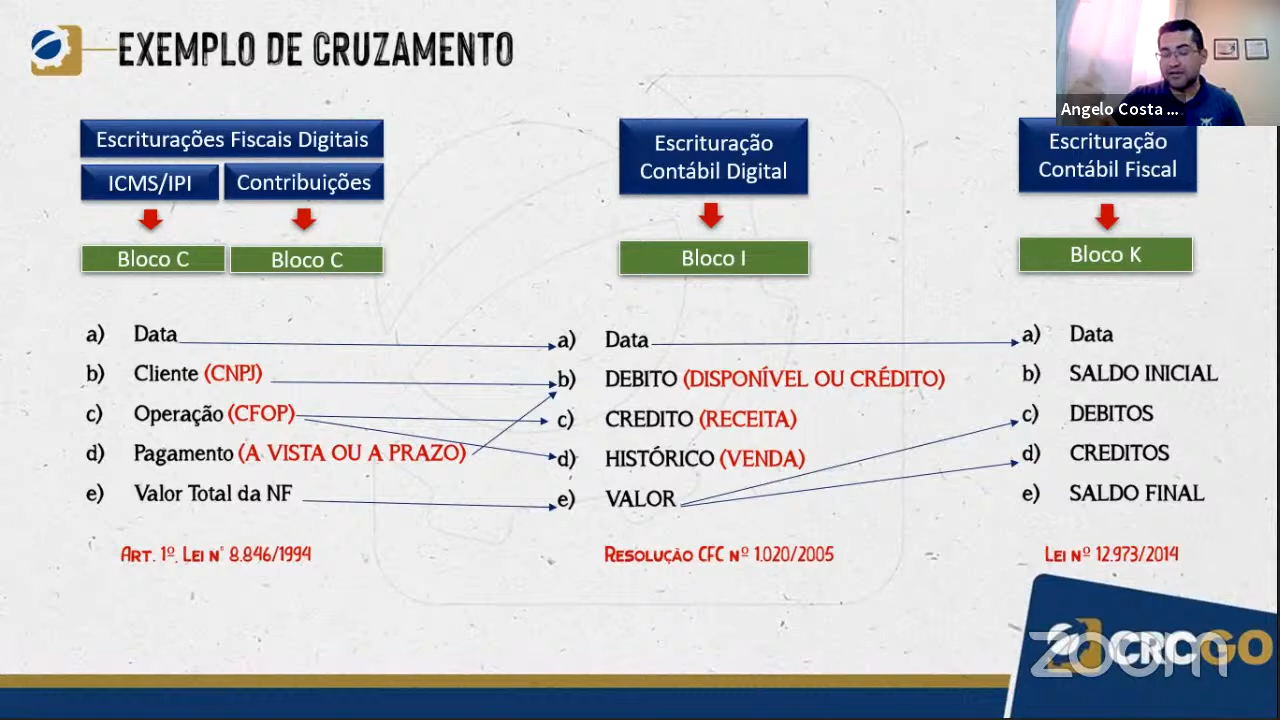 EXEMPLO DE CRUZAMENTO
Angelo Costa ...
Escriturações Fiscais Digitais
ICMS/IPI
Contribuições
Bloco C
Bloco C
Escrituração
Contábil Digital
Bloco I
Escrituração
Contábil Fiscal
Bloco K
a) Data
b) Cliente (CNPJ)
c) Operação (CFOP)
d) Pagamento (A VISTA OU A PRAZO)
e) Valor Total da NF
Art. 1º. Lei n° 8.846/1994
a) Data
b) DEBITO (DISPONÍVEL OU CRÉDITO)
c) CREDITO (RECEITA)
d) HISTÓRICO (VENDA)
e) VALOR
Resolução CFC nº 1.020/2005
a) Data
b) SALDO INICIAL
c) DEBITOS
d) CREDITOS
e) SALDO FINAL
Lei nº 12.973/2014
CRCGO
zoom